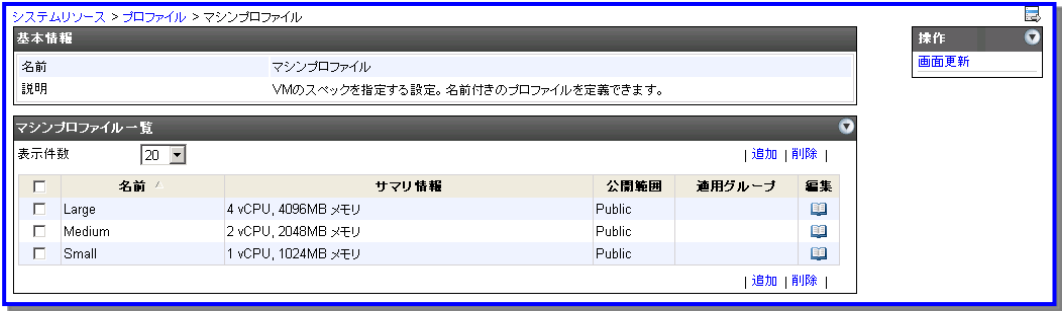 システムリソース > プロファイル > マシンプロファイル
基本情報
名前 マシンプロファイル
説明 VMのスペックを指定する設定。名前付きのプロファイルを定義できます。
操作
画面更新
マシンプロファイル一覧
表示件数 20 | 追加 | 削除 |
名前 サマリ情報 公開範囲 適用グループ 編集
Large 4 vCPU, 4096MB メモリ Public
Medium 2 vCPU, 2048MB メモリ Public
Small 1 vCPU, 1024MB メモリ Public
| 追加 | 削除 |